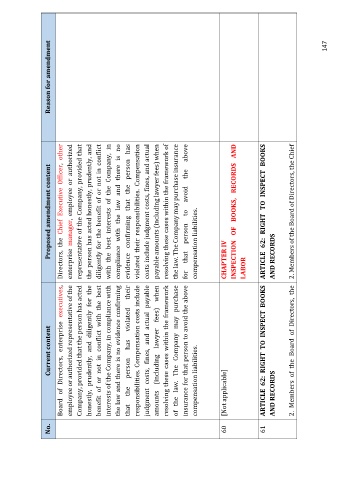 No.
Current content
Proposed amendment content
Reason for amendment
Board of Directors, enterprise executives,
employee or authorized representative of the
Company, provided that the person has acted
honestly, prudently, and diligently for the
benefit of or not in conflict with the best
interests of the Company, in compliance with
the law and there is no evidence confirming
that the person has violated their
responsibilities. Compensation costs include
judgment costs, fines, and actual payable
amounts (including lawyer fees) when
resolving these cases within the framework
of the law. The Company may purchase
insurance for that person to avoid the above
compensation liabilities.
Directors, the Chief Executive Officer, other
enterprise manager, employee or authorized
representative of the Company, provided that
the person has acted honestly, prudently, and
diligently for the benefit of or not in conflict
with the best interests of the Company, in
compliance with the law and there is no
evidence confirming that the person has
violated their responsibilities. Compensation
costs include judgment costs, fines, and actual
payable amounts (including lawyer fees) when
resolving these cases within the framework of
the law. The Company may purchase insurance
for that person to avoid the above
compensation liabilities.
60
[Not applicable]
CHAPTER IV
INSPECTION OF BOOKS, RECORDS AND
LABOR
61
ARTICLE 62: RIGHT TO INSPECT BOOKS
AND RECORDS
2. Members of the Board of Directors, the
ARTICLE 62: RIGHT TO INSPECT BOOKS
AND RECORDS
2. Members of the Board of Directors, the Chief
147